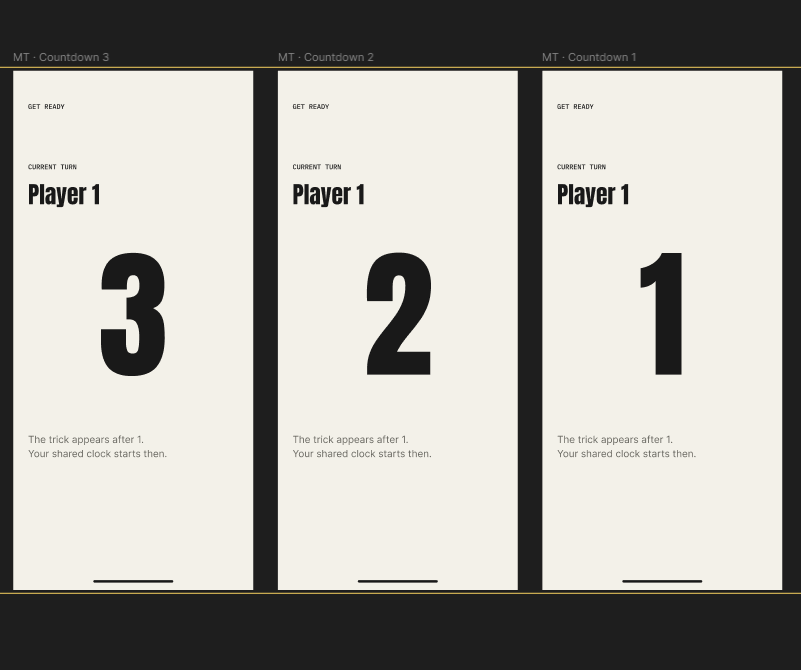 MT · Countdown 3
GET READY
CURRENT TURN
Player 1
3
The trick appears after 1.
Your shared clock starts then.
MT · Countdown 2
GET READY
CURRENT TURN
Player 1
2
The trick appears after 1.
Your shared clock starts then.
MT · Countdown 1
GET READY
CURRENT TURN
Player 1
1
The trick appears after 1.
Your shared clock starts then.